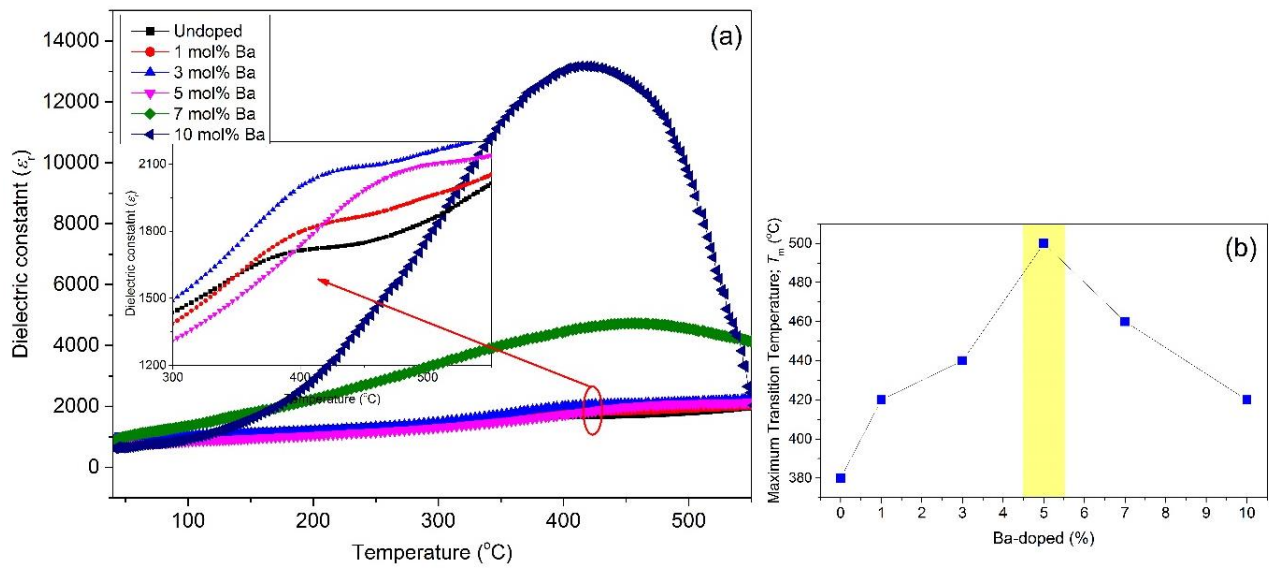 (a)
Undoped
1 mol% Ba
3 mol% Ba
5 mol% Ba
7 mol% Ba
10 mol% Ba
14000
12000
10000
8000
6000
4000
2000
0
Dielectric constant (εr)
100
200
300
400
500
Temperature (°C)
2100
1800
1500
1200
Dielectric constatnt (εr)
300
400
500
Temperature (°C)
(b)
500
480
460
440
420
400
380
Maximum Transition Temperature; Tm (°C)
0 1 2 3 4 5 6 7 8 9 10
Ba-doped (%)